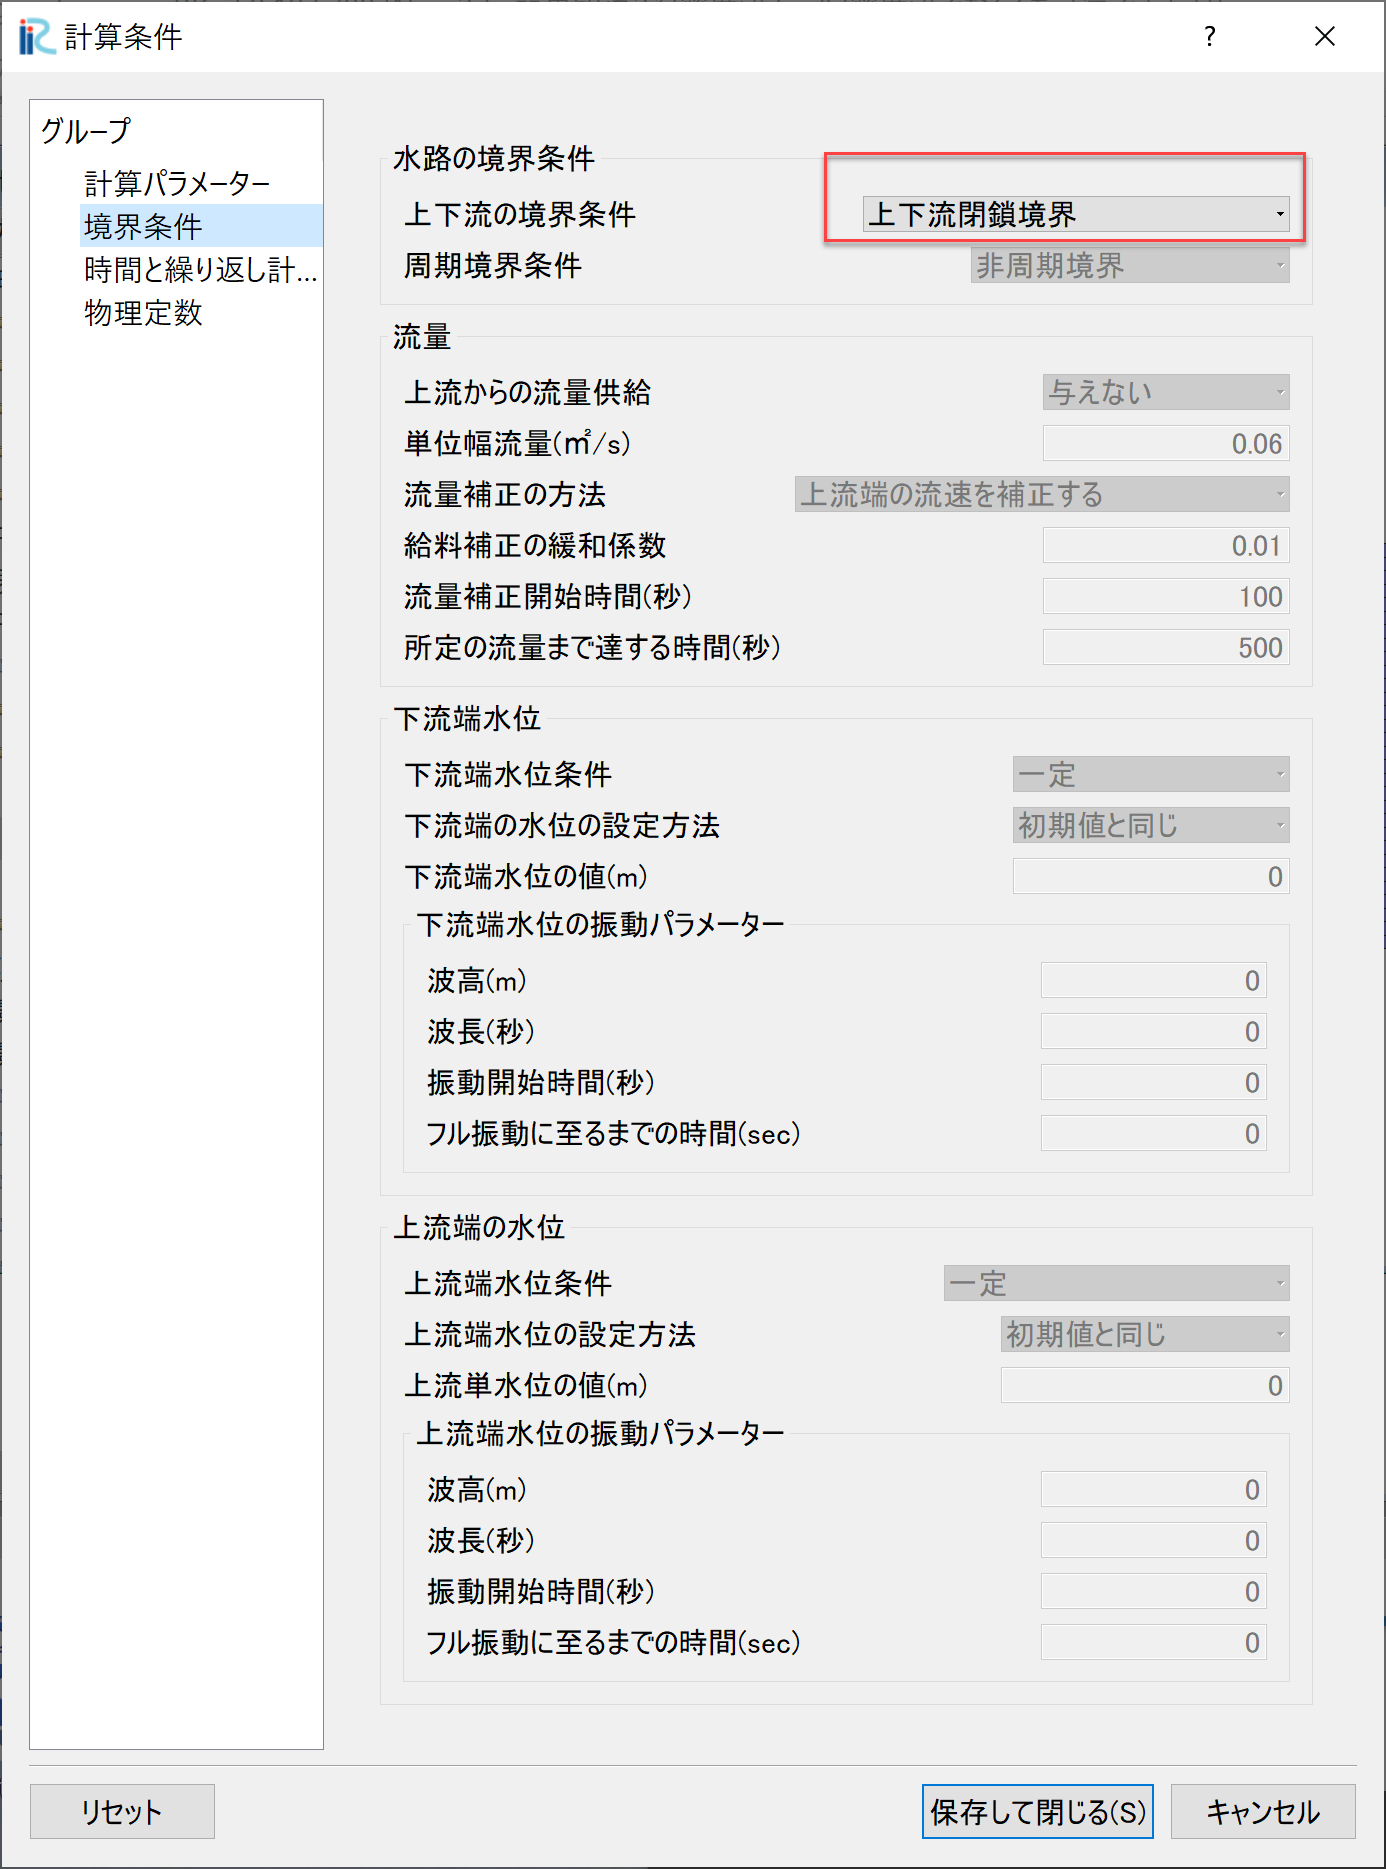 計算条件
?
グループ
計算パラメーター
境界条件
時間と繰り返し計...
物理定数
水路の境界条件
上下流の境界条件 上下流閉鎖境界
周期境界条件 非周期境界
流量
上流からの流量供給 与えない
単位幅流量(㎡/s) 0.06
流量補正の方法 上流端の流速を補正する
給料補正の緩和係数 0.01
流量補正開始時間(秒) 100
所定の流量まで達する時間(秒) 500
下流端水位
下流端水位条件 一定
下流端の水位の設定方法 初期値と同じ
下流端水位の値(m) 0
下流端水位の振動パラメーター
波高(m) 0
波長(秒) 0
振動開始時間(秒) 0
フル振動に至るまでの時間(sec) 0
上流端の水位
上流端水位条件 一定
上流端水位の設定方法 初期値と同じ
上流単水位の値(m) 0
上流端水位の振動パラメーター
波高(m) 0
波長(秒) 0
振動開始時間(秒) 0
フル振動に至るまでの時間(sec) 0
リセット
保存して閉じる(S)
キャンセル